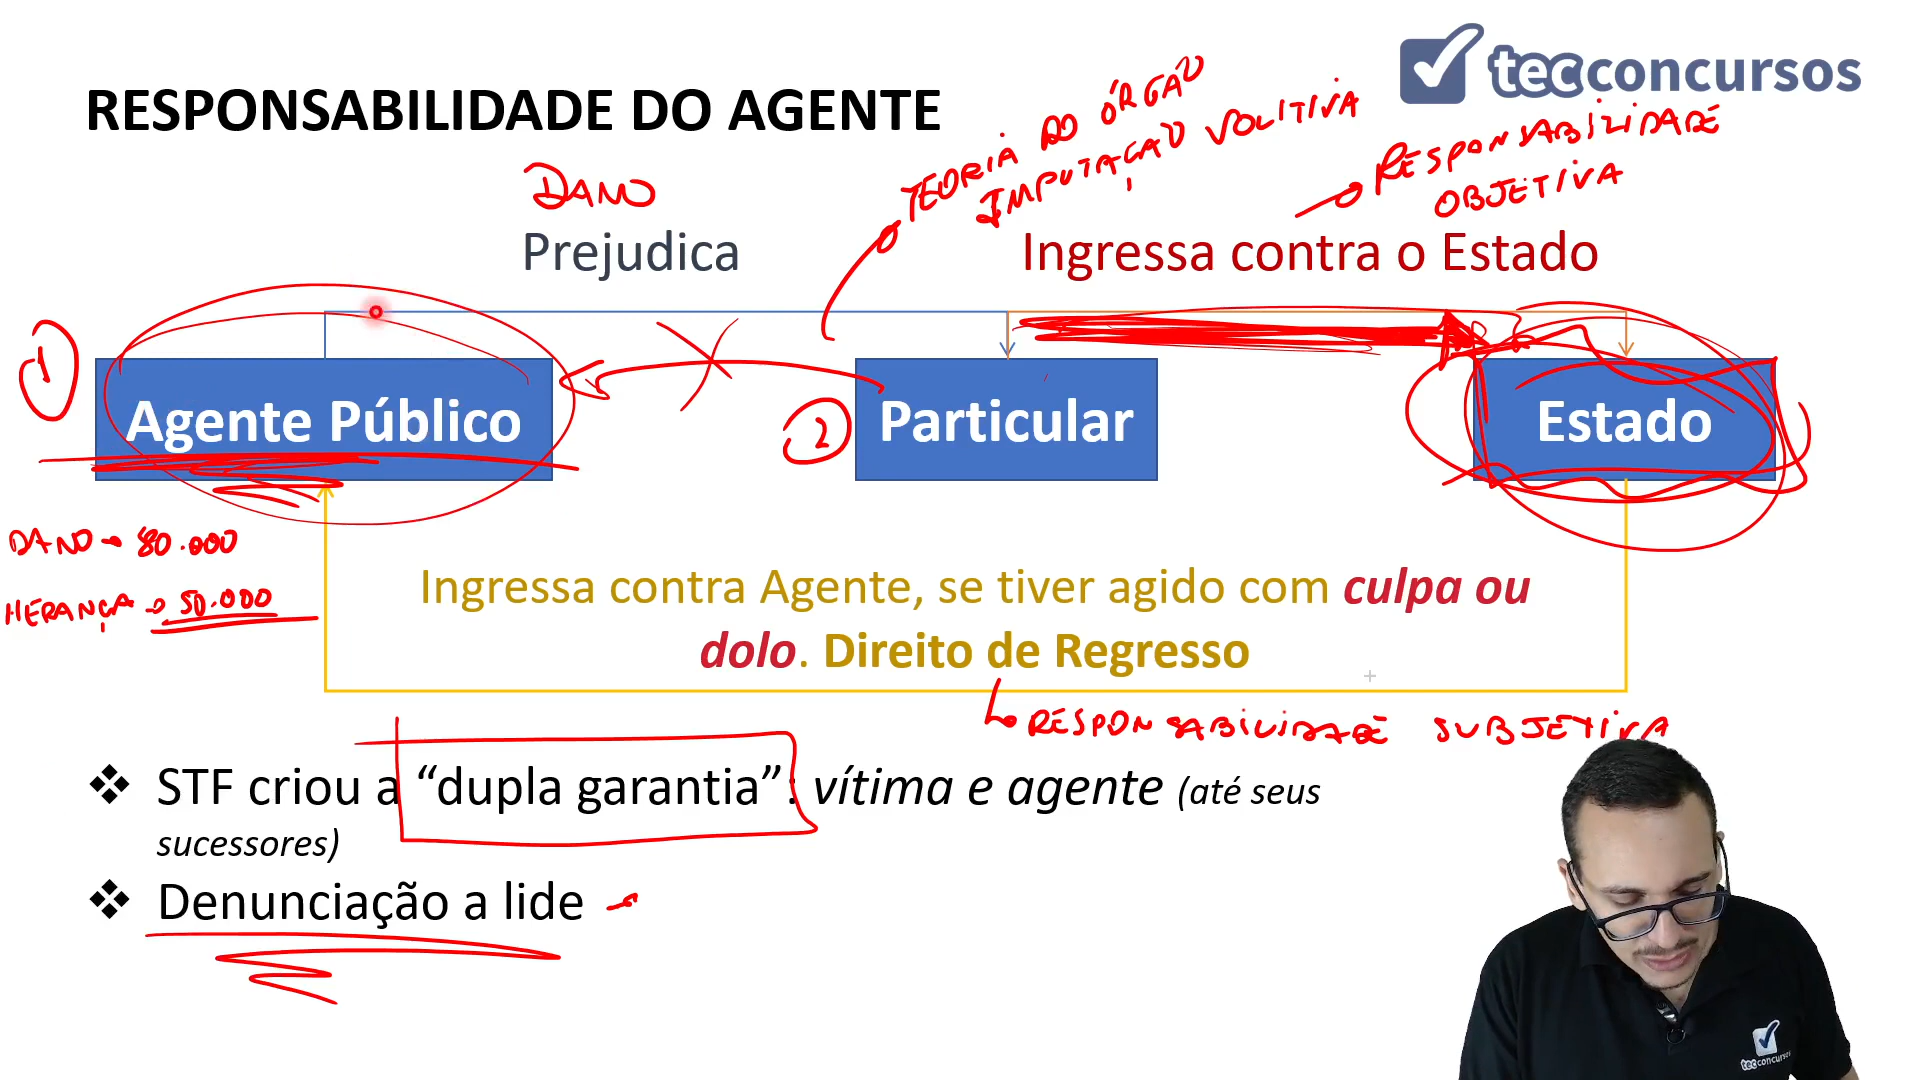 tecconcursos
RESPONSABILIDADE DO AGENTE
TEORIA DO ÓRGÃO
IMPUTAÇÃO VOLITIVA
RESPONSABILIDADE
OBJETIVA
DANO
Prejudica
Ingressa contra o Estado
1
Agente Público
2
Particular
Estado
DANO → 80.000
HERANÇA → 50.000
Ingressa contra Agente, se tiver agido com culpa ou
dolo. Direito de Regresso
RESPONSABILIDADE SUBJETIVA
❖ STF criou a “dupla garantia”: vítima e agente (até seus
sucessores)
❖ Denunciação a lide
tecconcursos